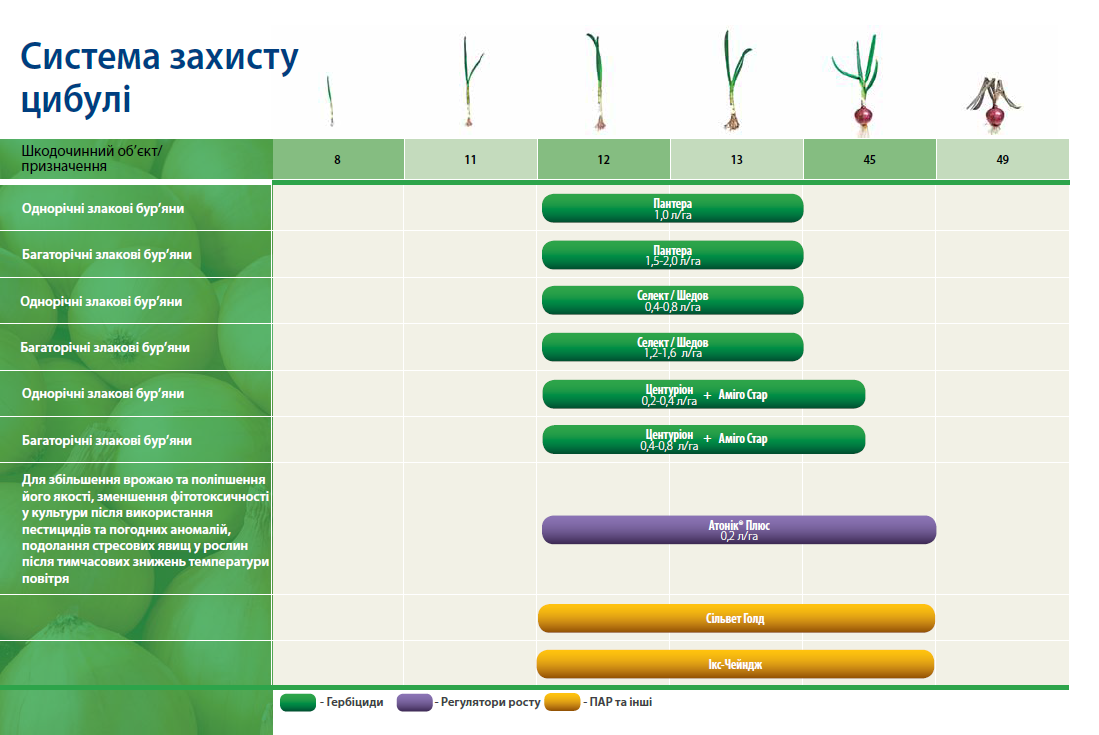 Система захисту
цибулі
Шкодочинний об’єкт/
призначення
8
11
12
13
45
49
Однорічні злакові бур’яни
Пантера
1,0 л/га
Багаторічні злакові бур’яни
Пантера
1,5-2,0 л/га
Однорічні злакові бур’яни
Селект / Шедов
0,4-0,8 л/га
Багаторічні злакові бур’яни
Селект / Шедов
1,2-1,6 л/га
Однорічні злакові бур’яни
Центуріон + Аміго Стар
0,2-0,4 л/га
Багаторічні злакові бур’яни
Центуріон + Аміго Стар
0,4-0,8 л/га
Для збільшення врожаю та поліпшення
його якості, зменшення фітотоксичності
у культури після використання
пестицидів та погодних аномалій,
подолання стресових явищ у рослин
після тимчасових знижень температури
повітря
Атонік® Плюс
0,2 л/га
Сільвет Голд
Ікс-Чейндж
- Гербіциди - Регулятори росту - ПАР та інші